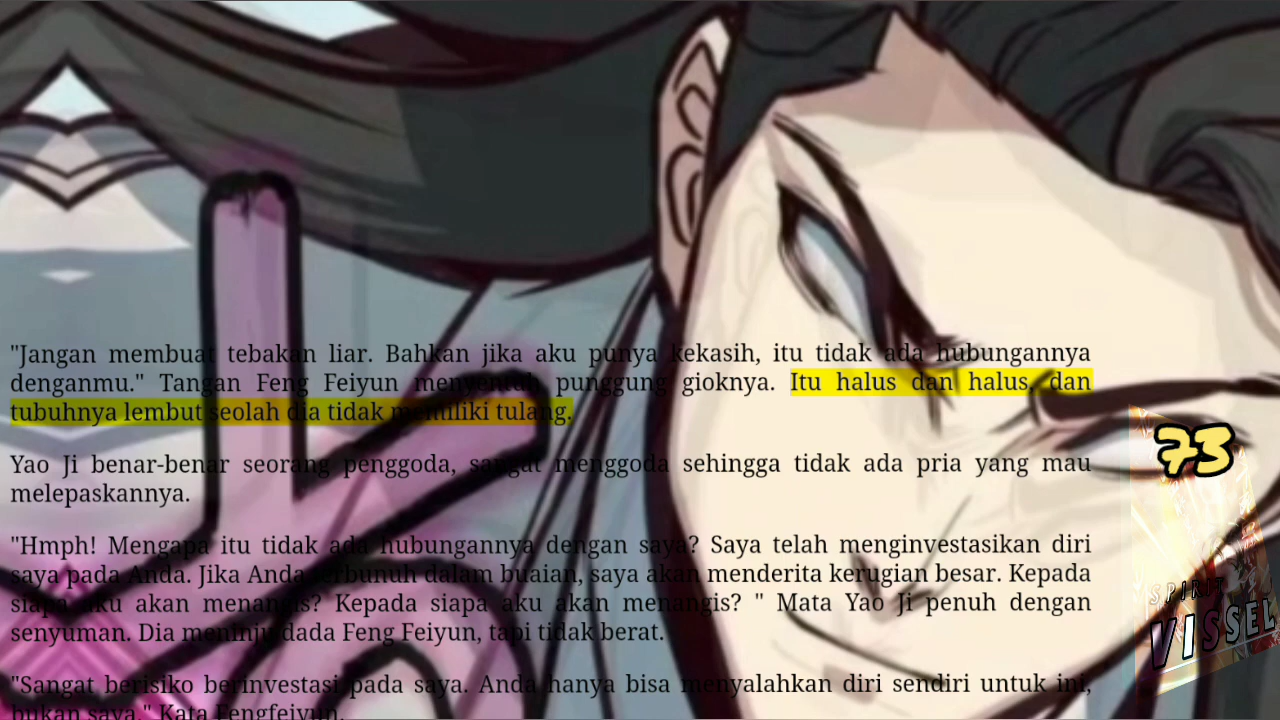 "Jangan membuat tebakan liar. Bahkan jika aku punya kekasih, itu tidak ada hubungannya
denganmu." Tangan Feng Feiyun menyentuh punggung gioknya. Itu halus dan halus, dan
tubuhnya lembut seolah dia tidak memiliki tulang.
Yao Ji benar-benar seorang penggoda, sangat menggoda sehingga tidak ada pria yang mau
melepaskannya.
"Hmph! Mengapa itu tidak ada hubungannya dengan saya? Saya telah menginvestasikan diri
saya pada Anda. Jika Anda terbunuh dalam buaian, saya akan menderita kerugian besar. Kepada
siapa aku akan menangis? Kepada siapa aku akan menangis? " Mata Yao Ji penuh dengan
senyuman. Dia meninju dada Feng Feiyun, tapi tidak berat.
"Sangat berisiko berinvestasi pada saya. Anda hanya bisa menyalahkan diri sendiri untuk ini,
bukan saya." Kata Fengfeiyun.
73
SPIRIT
VISSEL